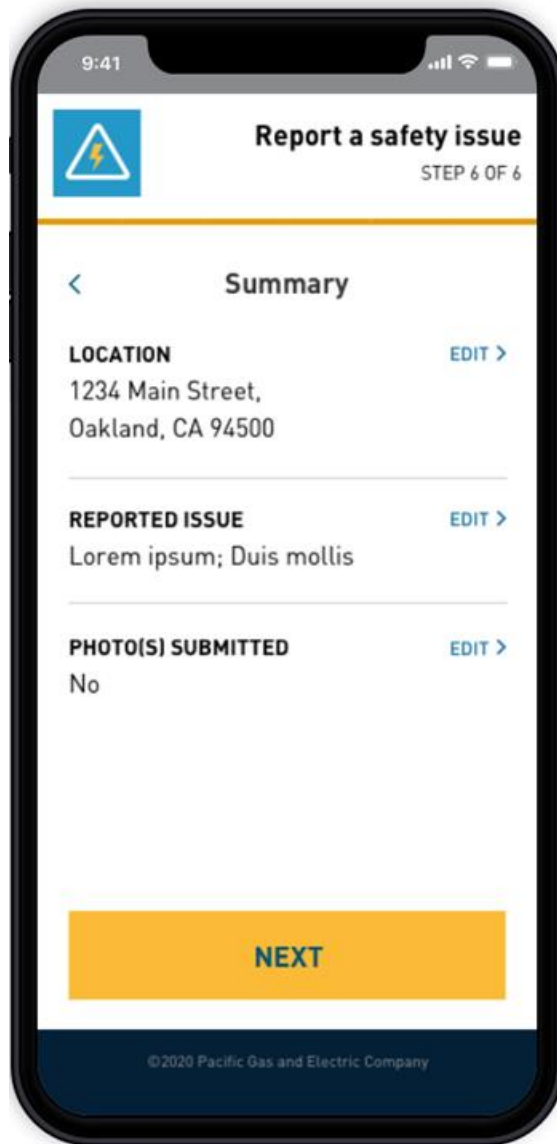 9:41
Report a safety issue
STEP 6 OF 6
Summary
LOCATION
EDIT >
1234 Main Street,
Oakland, CA 94500
REPORTED ISSUE
EDIT >
Lorem ipsum; Duis mollis
PHOTO(S) SUBMITTED
EDIT >
No
NEXT
©2020 Pacific Gas and Electric Company